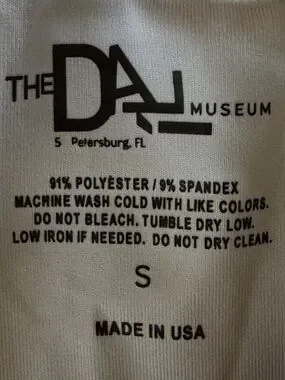 THE DALÍ MUSEUM
S Petersburg, FL
91% POLYESTER / 9% SPANDEX
MACHINE WASH COLD WITH LIKE COLORS.
DO NOT BLEACH. TUMBLE DRY LOW.
LOW IRON IF NEEDED. DO NOT DRY CLEAN.
S
MADE IN USA